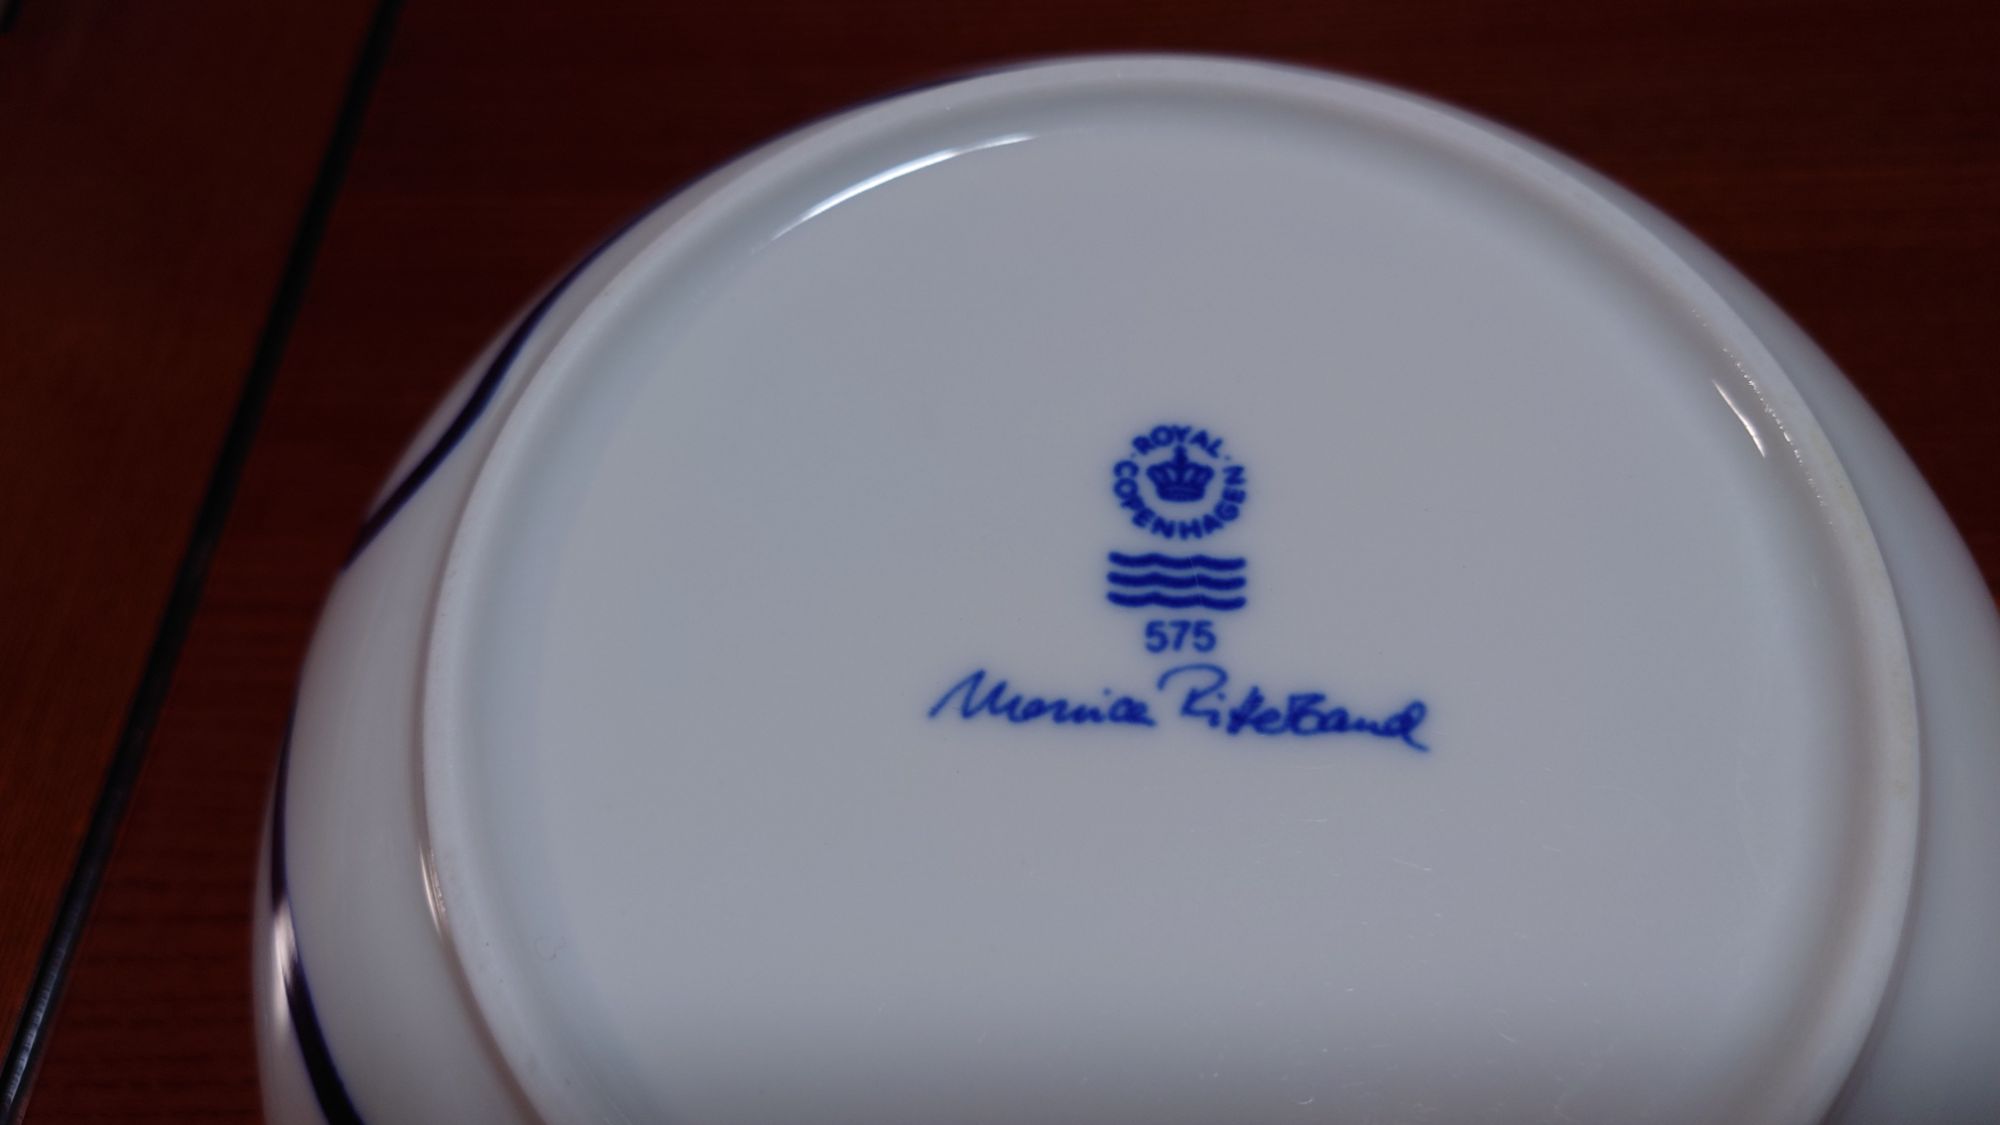 ROYAL COPENHAGEN
575
Monica Ritterband